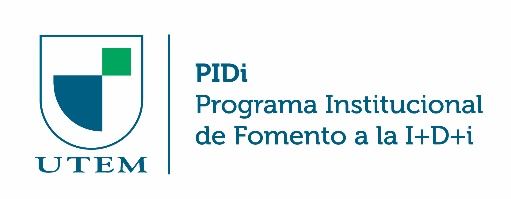 UTEM
PIDi
Programa Institucional
de Fomento a la I+D+i